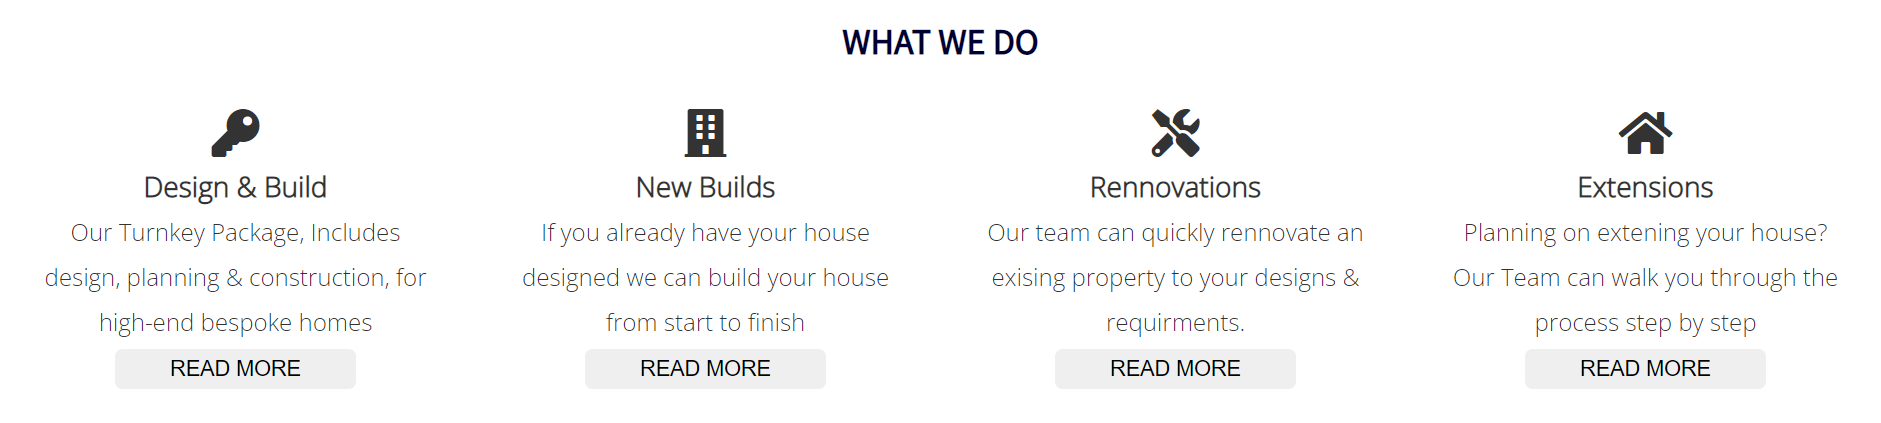 WHAT WE DO
Design & Build
Our Turnkey Package, Includes
design, planning & construction, for
high-end bespoke homes
READ MORE
New Builds
If you already have your house
designed we can build your house
from start to finish
READ MORE
Rennovations
Our team can quickly rennovate an
exising property to your designs &
requirments.
READ MORE
Extensions
Planning on extening your house?
Our Team can walk you through the
process step by step
READ MORE